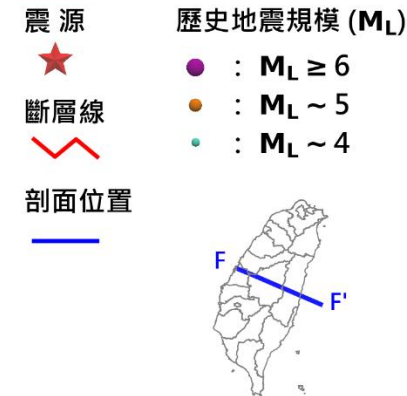 震 源
斷層線
剖面位置
歷史地震規模 (ML)
: ML ≥ 6
: ML ~ 5
: ML ~ 4
F
F'